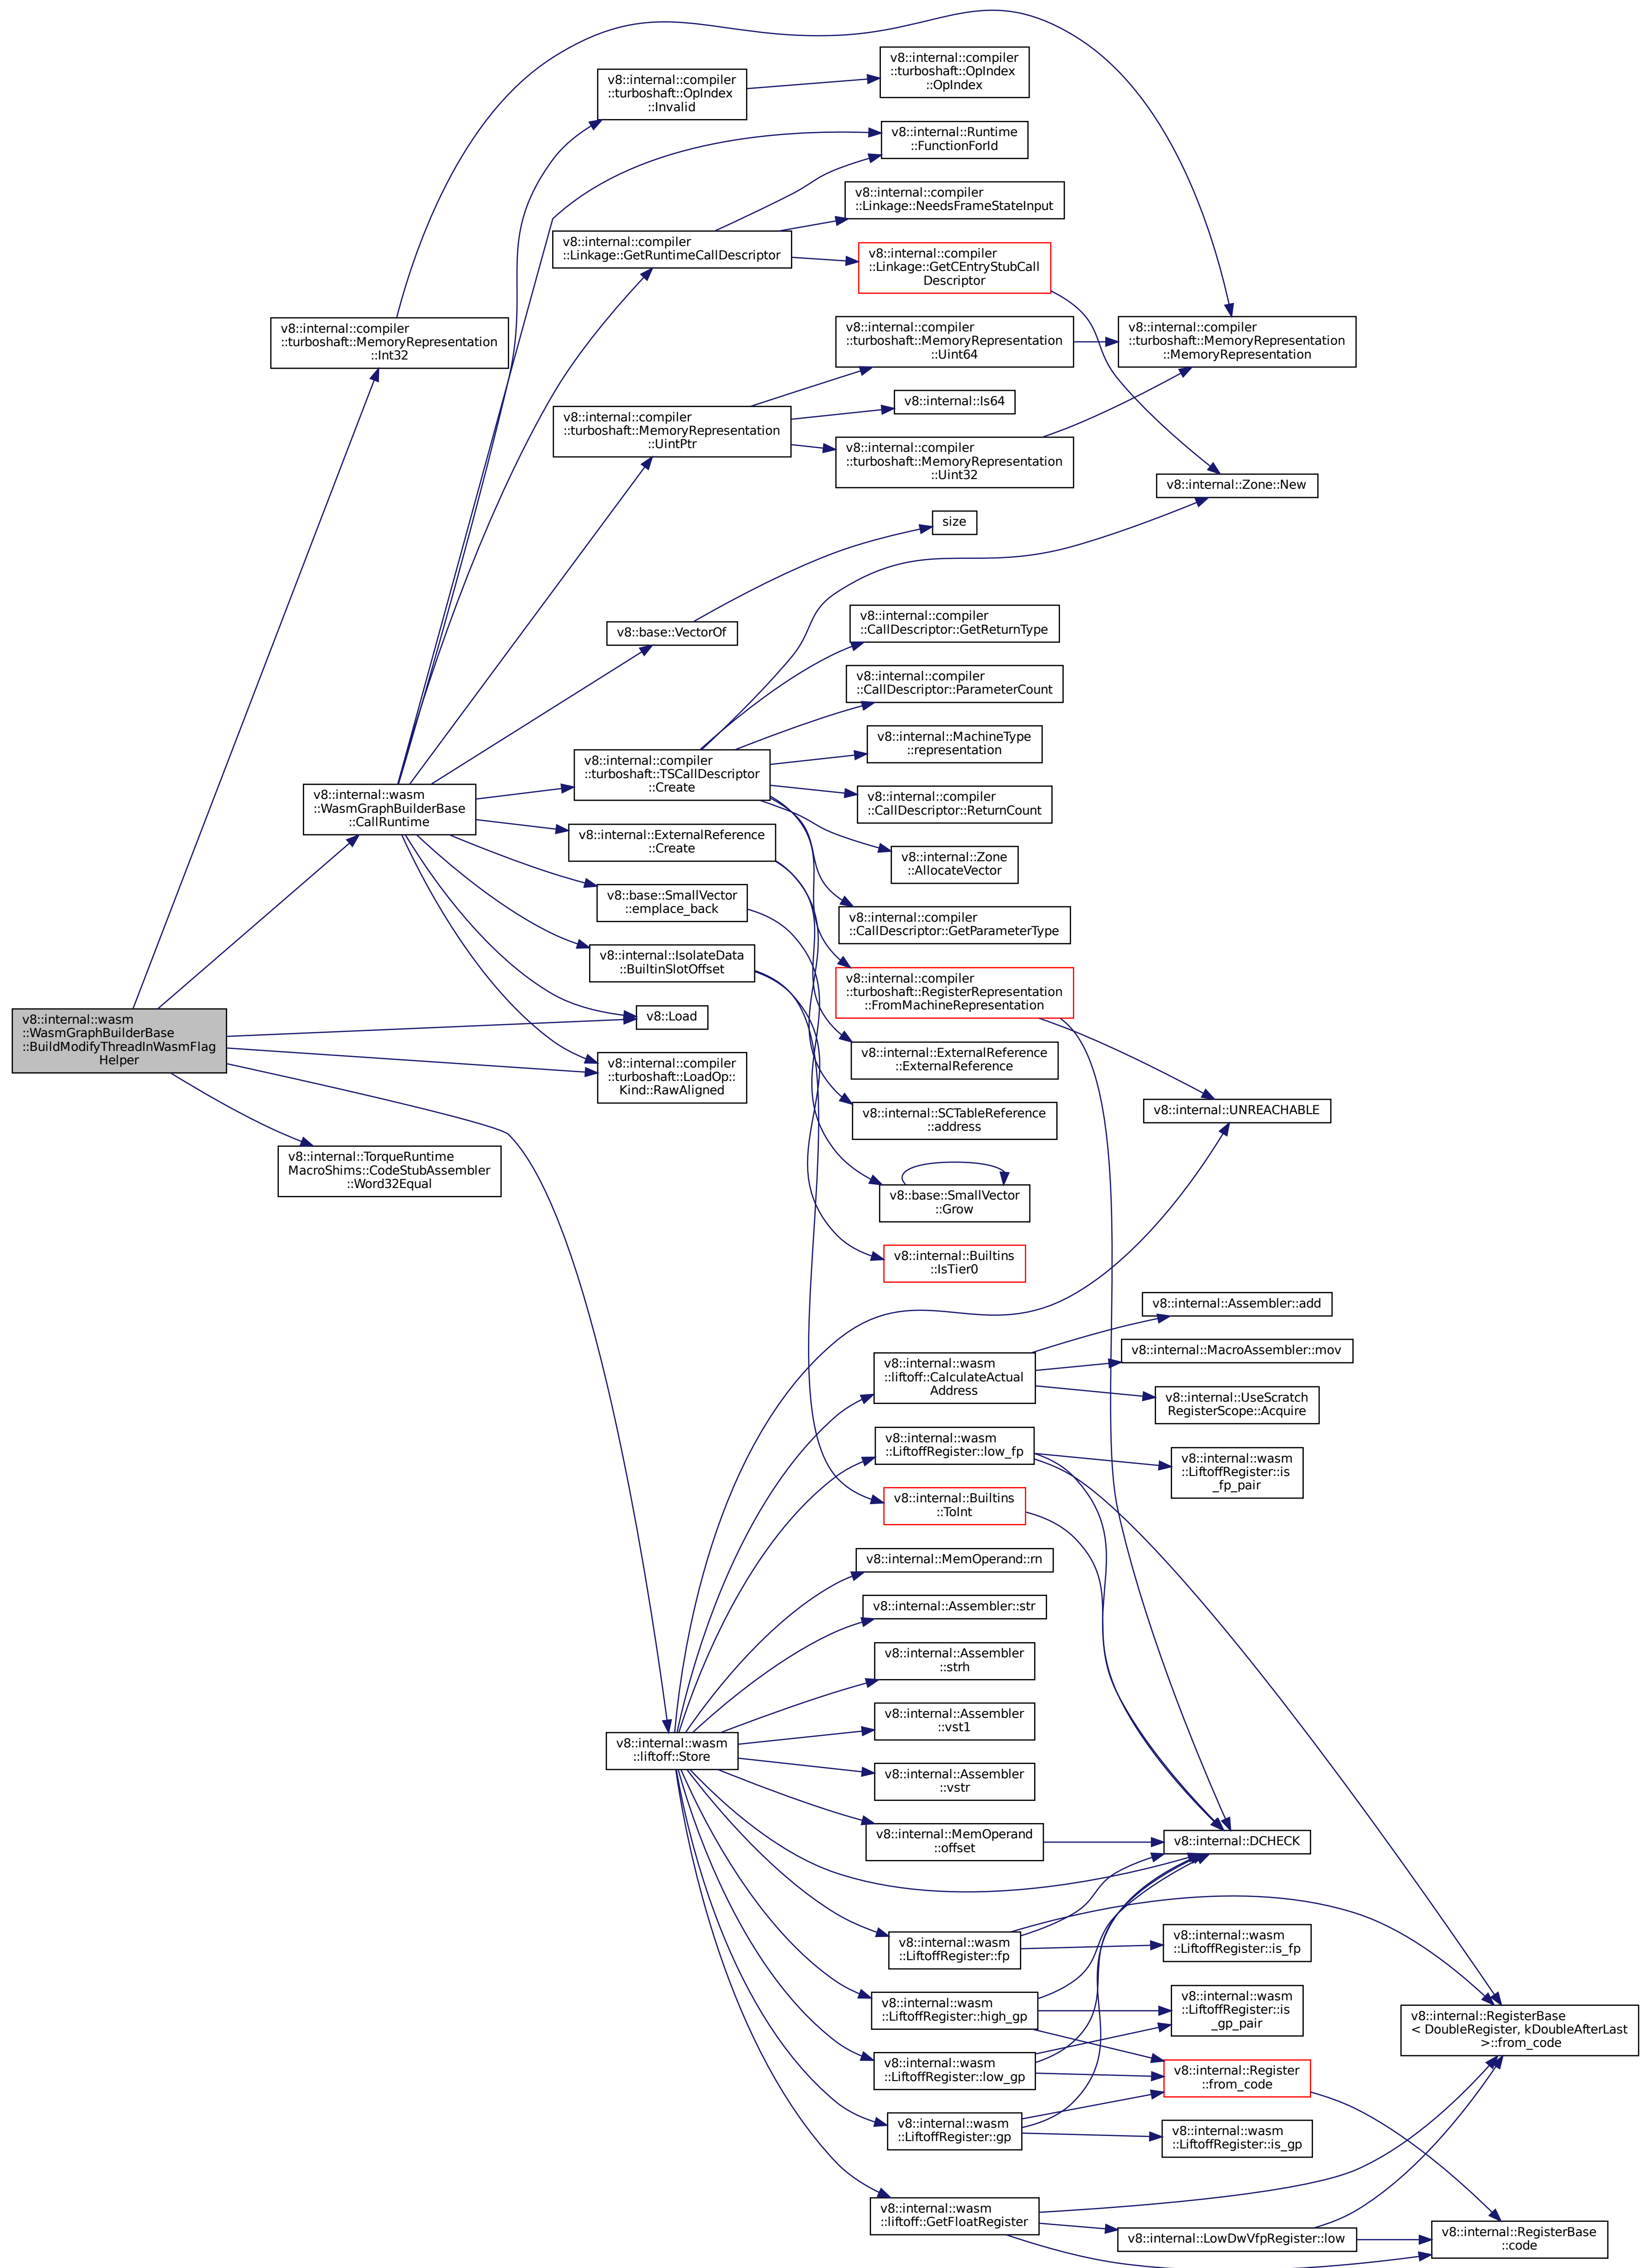 v8::internal::compiler
::turboshaft::OpIndex
::OpIndex
v8::internal::compiler
::turboshaft::OpIndex
::Invalid
v8::internal::Runtime
::FunctionForId
v8::internal::compiler
::Linkage::NeedsFrameStateInput
v8::internal::compiler
::Linkage::GetRuntimeCallDescriptor
v8::internal::compiler
::Linkage::GetCEntryStubCall
Descriptor
v8::internal::compiler
::turboshaft::MemoryRepresentation
::Int32
v8::internal::compiler
::turboshaft::MemoryRepresentation
::Uint64
v8::internal::compiler
::turboshaft::MemoryRepresentation
::MemoryRepresentation
v8::internal::Is64
v8::internal::compiler
::turboshaft::MemoryRepresentation
::UintPtr
v8::internal::compiler
::turboshaft::MemoryRepresentation
::Uint32
v8::internal::Zone::New
size
v8::base::VectorOf
v8::internal::compiler
::CallDescriptor::GetReturnType
v8::internal::compiler
::CallDescriptor::ParameterCount
v8::internal::MachineType
::representation
v8::internal::compiler
::turboshaft::TSCallDescriptor
::Create
v8::internal::compiler
::CallDescriptor::ReturnCount
v8::internal::wasm
::WasmGraphBuilderBase
::CallRuntime
v8::internal::ExternalReference
::Create
v8::internal::Zone
::AllocateVector
v8::base::SmallVector
::emplace_back
v8::internal::compiler
::CallDescriptor::GetParameterType
v8::internal::IsolateData
::BuiltinSlotOffset
v8::internal::compiler
::turboshaft::RegisterRepresentation
::FromMachineRepresentation
v8::Load
v8::internal::wasm
::WasmGraphBuilderBase
::BuildModifyThreadInWasmFlag
Helper
v8::internal::ExternalReference
::ExternalReference
v8::internal::compiler
::turboshaft::LoadOp::
Kind::RawAligned
v8::internal::SCTableReference
::address
v8::internal::UNREACHABLE
v8::internal::TorqueRuntime
MacroShims::CodeStubAssembler
::Word32Equal
v8::base::SmallVector
::Grow
v8::internal::Builtins
::IsTier0
v8::internal::Assembler::add
v8::internal::MacroAssembler::mov
v8::internal::wasm
::liftoff::CalculateActual
Address
v8::internal::UseScratch
RegisterScope::Acquire
v8::internal::wasm
::LiftoffRegister::low_fp
v8::internal::wasm
::LiftoffRegister::is
_fp_pair
v8::internal::Builtins
::ToInt
v8::internal::MemOperand::rn
v8::internal::Assembler::str
v8::internal::Assembler
::strh
v8::internal::Assembler
::vst1
v8::internal::wasm
::liftoff::Store
v8::internal::Assembler
::vstr
v8::internal::MemOperand
::offset
v8::internal::DCHECK
v8::internal::wasm
::LiftoffRegister::fp
v8::internal::wasm
::LiftoffRegister::is_fp
v8::internal::wasm
::LiftoffRegister::high_gp
v8::internal::wasm
::LiftoffRegister::is
_gp_pair
v8::internal::RegisterBase
< DoubleRegister, kDoubleAfterLast
>::from_code
v8::internal::wasm
::LiftoffRegister::low_gp
v8::internal::Register
::from_code
v8::internal::wasm
::LiftoffRegister::gp
v8::internal::wasm
::LiftoffRegister::is_gp
v8::internal::wasm
::liftoff::GetFloatRegister
v8::internal::LowDwVfpRegister::low
v8::internal::RegisterBase
::code